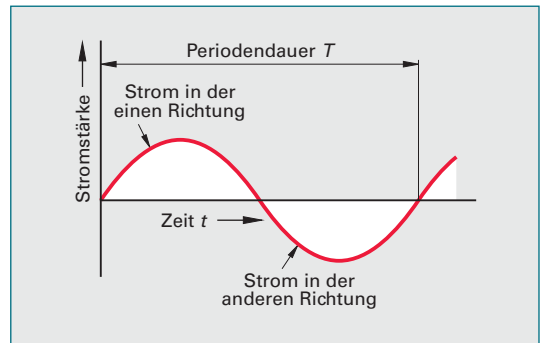 Periodendauer T
Strom in der
einen Richtung
Stromstärke
Zeit t
Strom in der
anderen Richtung